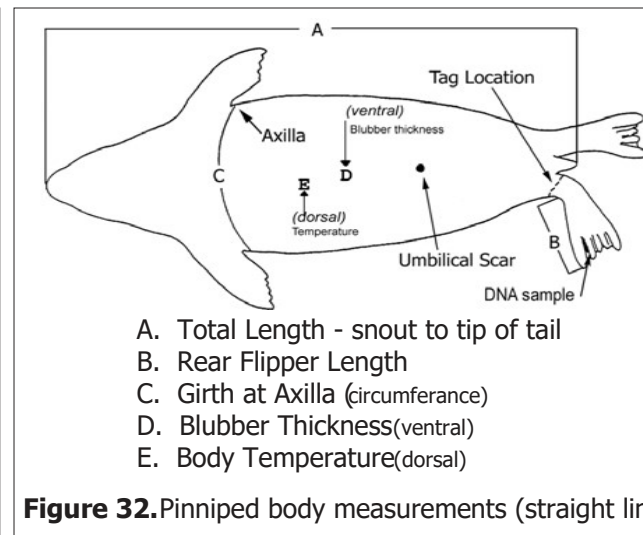 A
Tag Location
(ventral)
Blubber thickness
Axilla
C
D
E
(dorsal)
Temperature
Umbilical Scar
B
DNA sample
A. Total Length - snout to tip of tail
B. Rear Flipper Length
C. Girth at Axilla (circumferance)
D. Blubber Thickness(ventral)
E. Body Temperature(dorsal)
Figure 32.Pinniped body measurements (straight